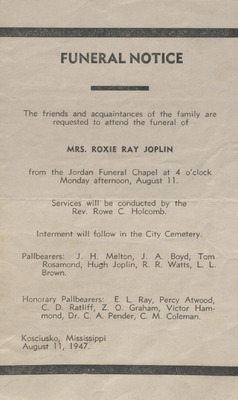 FUNERAL NOTICE
The friends and acquaintances of the family are
requested to attend the funeral of
MRS. ROXIE RAY JOPLIN
from the Jordan Funeral Chapel at 4 o'clock
Monday afternoon, August 11.
Services will be conducted by the
Rev. Rowe C. Holcomb.
Interment will follow in the City Cemetery.
Pallbearers: J. H. Melton, J. A. Boyd, Tom
Rosamond, Hugh Joplin, R. R. Watts, L. L.
Brown.
Honorary Pallbearers: E. L. Ray, Percy Atwood,
C. D. Ratliff, Z. O. Graham, Victor Ham-
mond, Dr. C. A. Pender, C. M. Coleman.
Kosciusko, Mississippi
August 11, 1947.